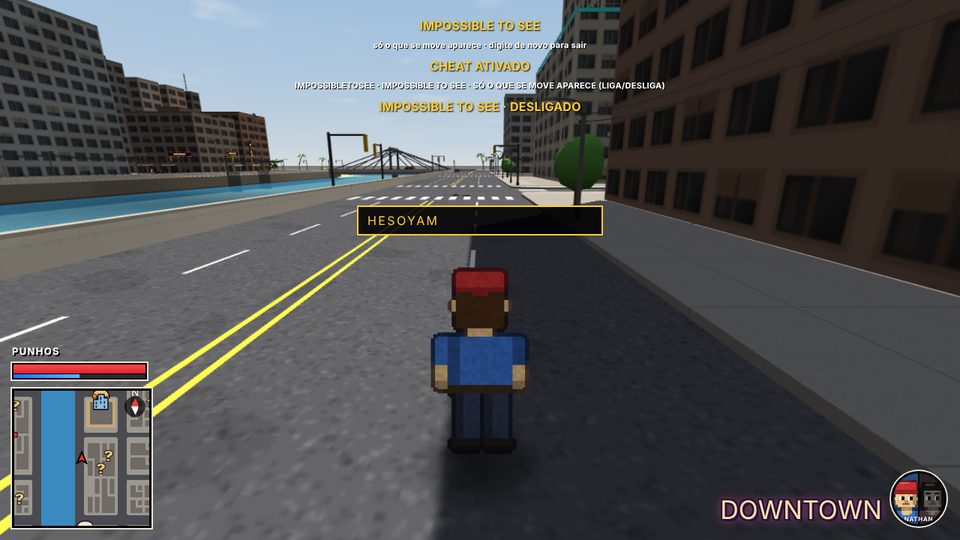 IMPOSSIBLE TO SEE
só o que se move aparece · digite de novo para sair
CHEAT ATIVADO
IMPOSSIBLETOSEE · IMPOSSIBLE TO SEE · SÓ O QUE SE MOVE APARECE (LIGA/DESLIGA)
IMPOSSIBLE TO SEE · DESLIGADO
HESOYAM
PUNHOS
N
?
?
?
?
DOWNTOWN
NATHAN